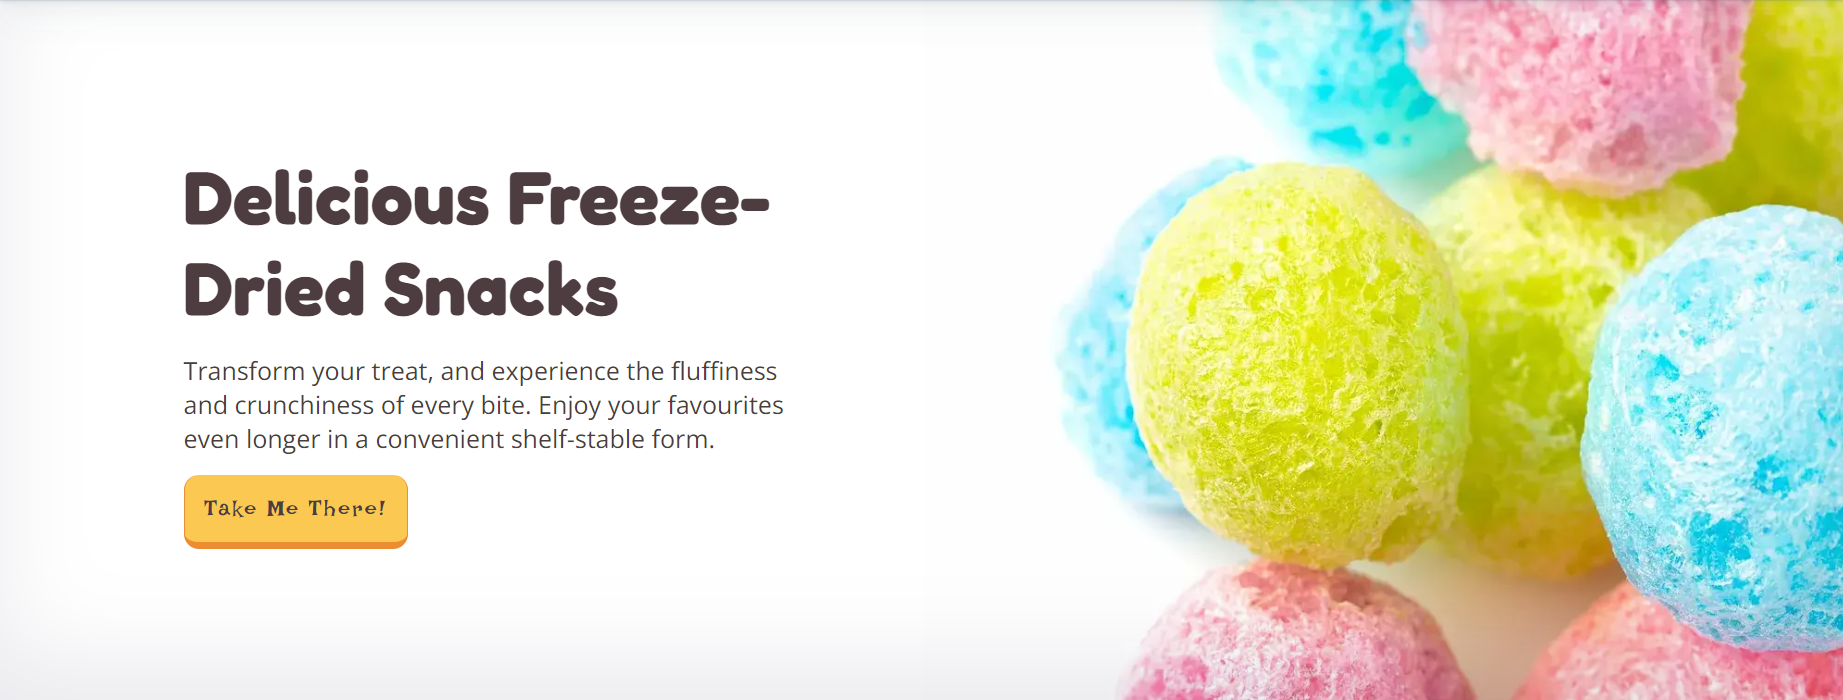 Delicious Freeze-
Dried Snacks
Transform your treat, and experience the fluffiness
and crunchiness of every bite. Enjoy your favourites
even longer in a convenient shelf-stable form.
Take Me There!